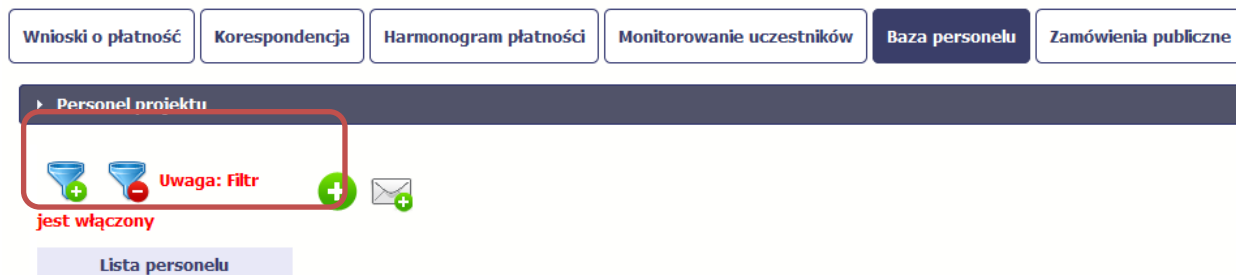 Wnioski o płatność Korespondencja Harmonogram płatności Monitorowanie uczestników Baza personelu Zamówienia publiczne
Personel projektu
Uwaga: Filtr
jest włączony
Lista personelu